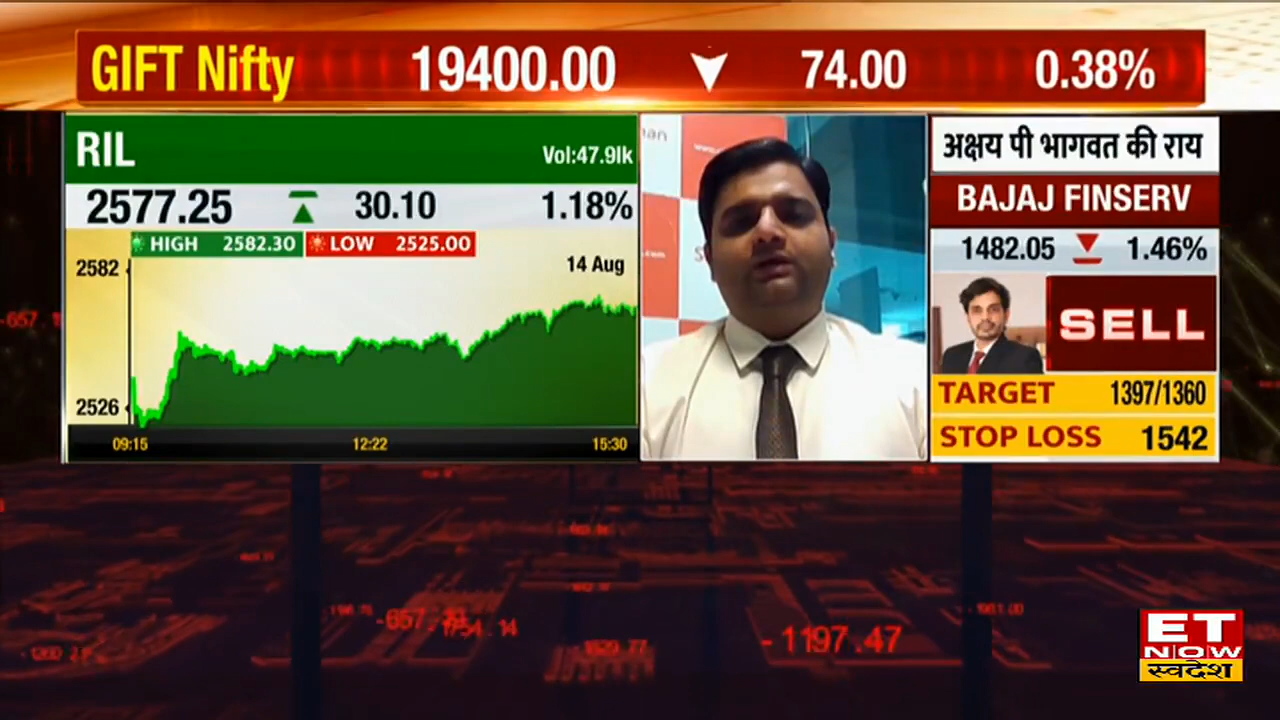 GIFT Nifty 19400.00 74.00 0.38%
RIL
Vol:47.9lk
2577.25 30.10 1.18%
HIGH 2582.30 LOW 2525.00
2582
14 Aug
2526
09:15 12:22 15:30
अक्षय पी भागवत की राय
BAJAJ FINSERV
1482.05 1.46%
SELL
TARGET 1397/1360
STOP LOSS 1542
-1197.47
ET
NOW
स्वदेश